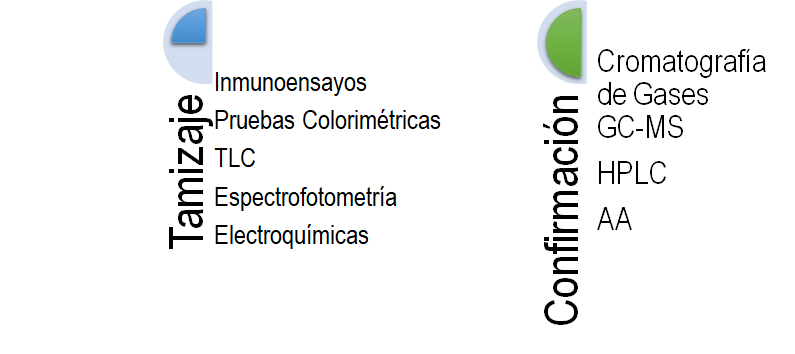 Tamizaje
Inmunoensayos
Pruebas Colorimétricas
TLC
Espectrofotometría
Electroquímicas
Confirmación
Cromatografía
de Gases
GC-MS
HPLC
AA